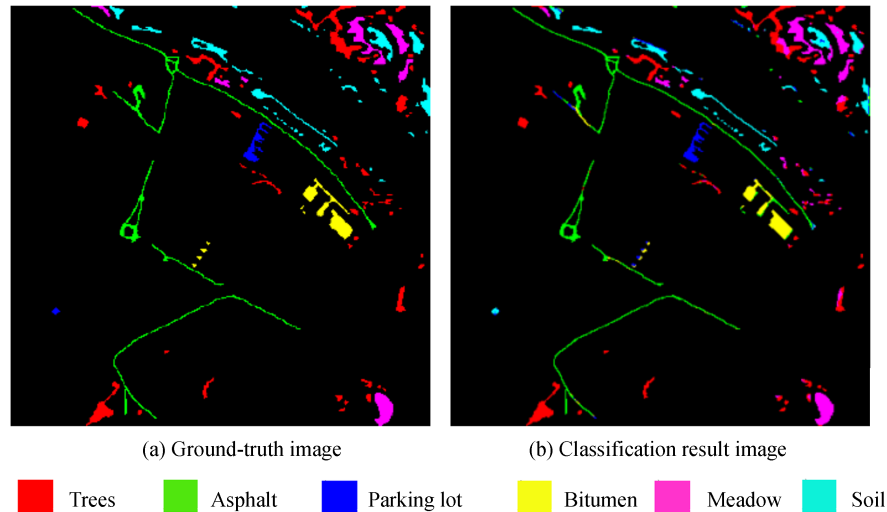 (a) Ground-truth image (b) Classification result image
Trees Asphalt Parking lot Bitumen Meadow Soil